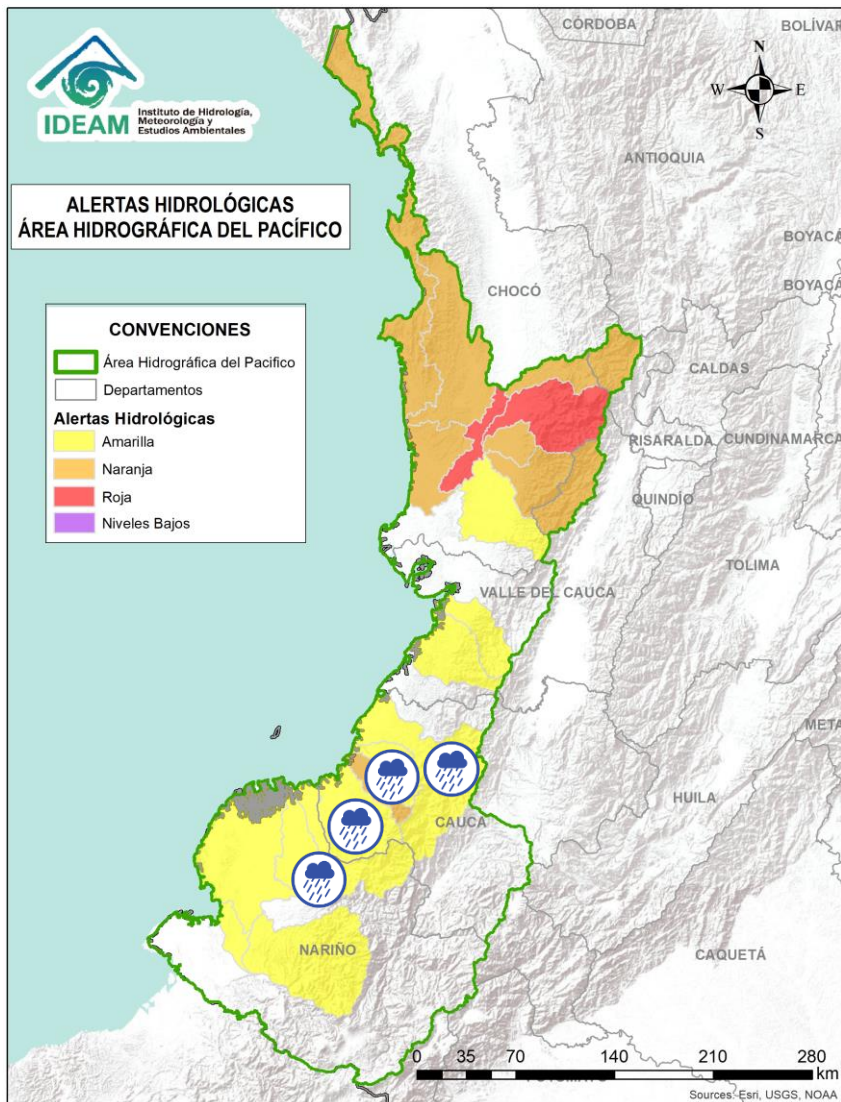 CÓRDOBA
BOLÍVAR
IDEAM
Instituto de Hidrología,
Meteorología y
Estudios Ambientales
N
W
E
S
ANTIOQUIA
ALERTAS HIDROLÓGICAS
ÁREA HIDROGRÁFICA DEL PACÍFICO
BOYACÁ
BOYACÁ
CHOCÓ
CONVENCIONES
Área Hidrográfica del Pacifico
Departamentos
Alertas Hidrológicas
Amarilla
Naranja
Roja
Niveles Bajos
CALDAS
RISARALDA
CUNDINAMARCA
QUINDÍO
TOLIMA
VALLE DEL CAUCA
META
HUILA
CAUCA
NARIÑO
CAQUETÁ
0 35 70 140 210 280
km
Sources: Esri, USGS, NOAA